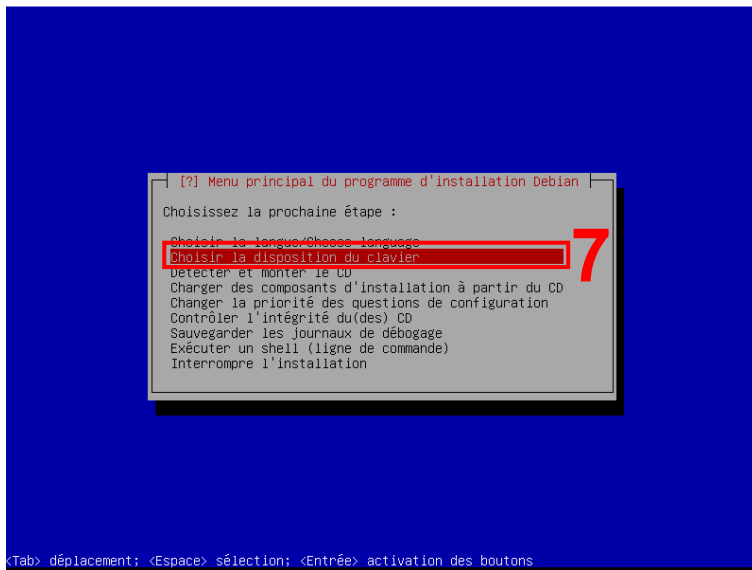 [?] Menu principal du programme d'installation Debian
Choisissez la prochaine étape :
Choisir la langue/Choose language
Choisir la disposition du clavier
7
Détecter et monter le CD
Charger des composants d'installation à partir du CD
Changer la priorité des questions de configuration
Contrôler l'intégrité du(des) CD
Sauvegarder les journaux de débogage
Exécuter un shell (ligne de commande)
Interrompre l'installation
<Tab> déplacement; <Espace> sélection; <Entrée> activation des boutons